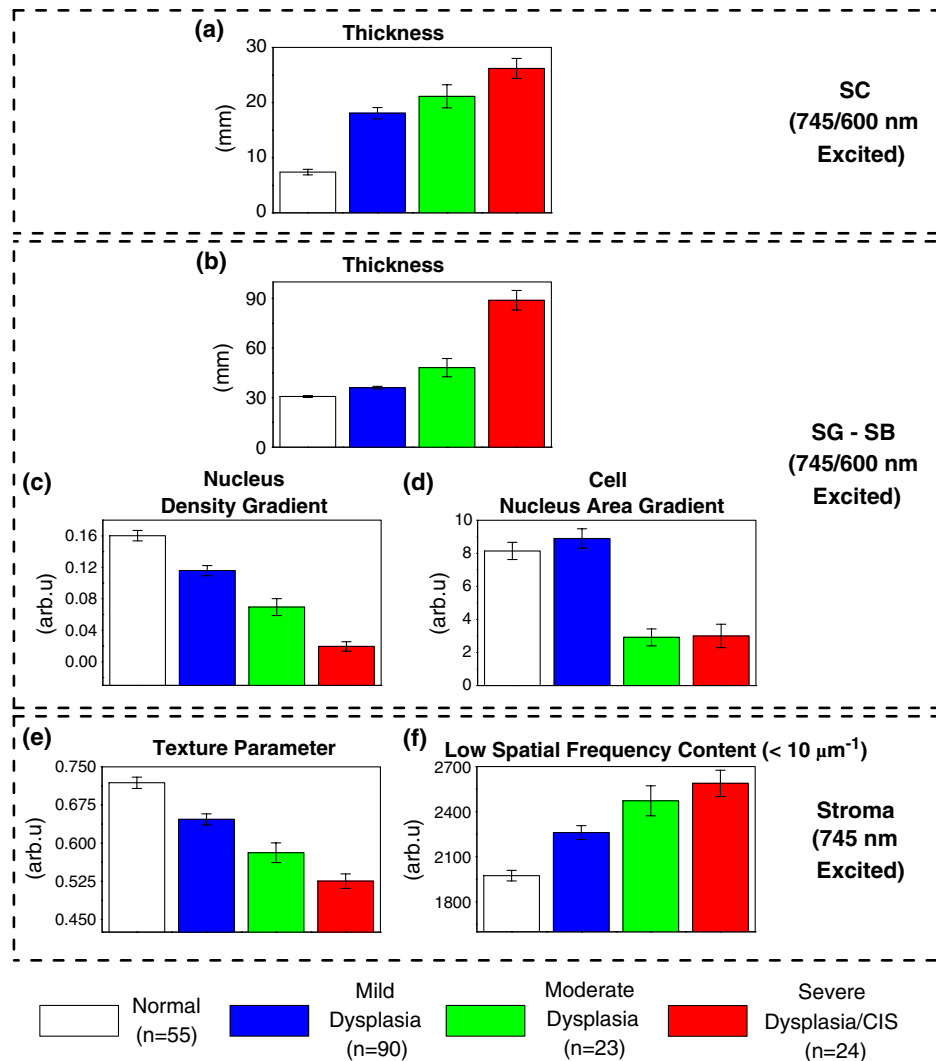 (a)
Thickness
30
20
10
0
(mm)
SC
(745/600 nm
Excited)
(b)
Thickness
90
60
30
0
(mm)
SG - SB
(745/600 nm
Excited)
(c)
Nucleus
Density Gradient
0.16
0.12
0.08
0.04
0.00
(arb.u)
(d)
Cell
Nucleus Area Gradient
10
8
6
4
2
0
(arb.u)
(e)
Texture Parameter
0.750
0.675
0.600
0.525
0.450
(arb.u)
(f)
Low Spatial Frequency Content (< 10 µm⁻¹)
2700
2400
2100
1800
(arb.u)
Stroma
(745 nm
Excited)
Normal
(n=55)
Mild
Dysplasia
(n=90)
Moderate
Dysplasia
(n=23)
Severe
Dysplasia/CIS
(n=24)